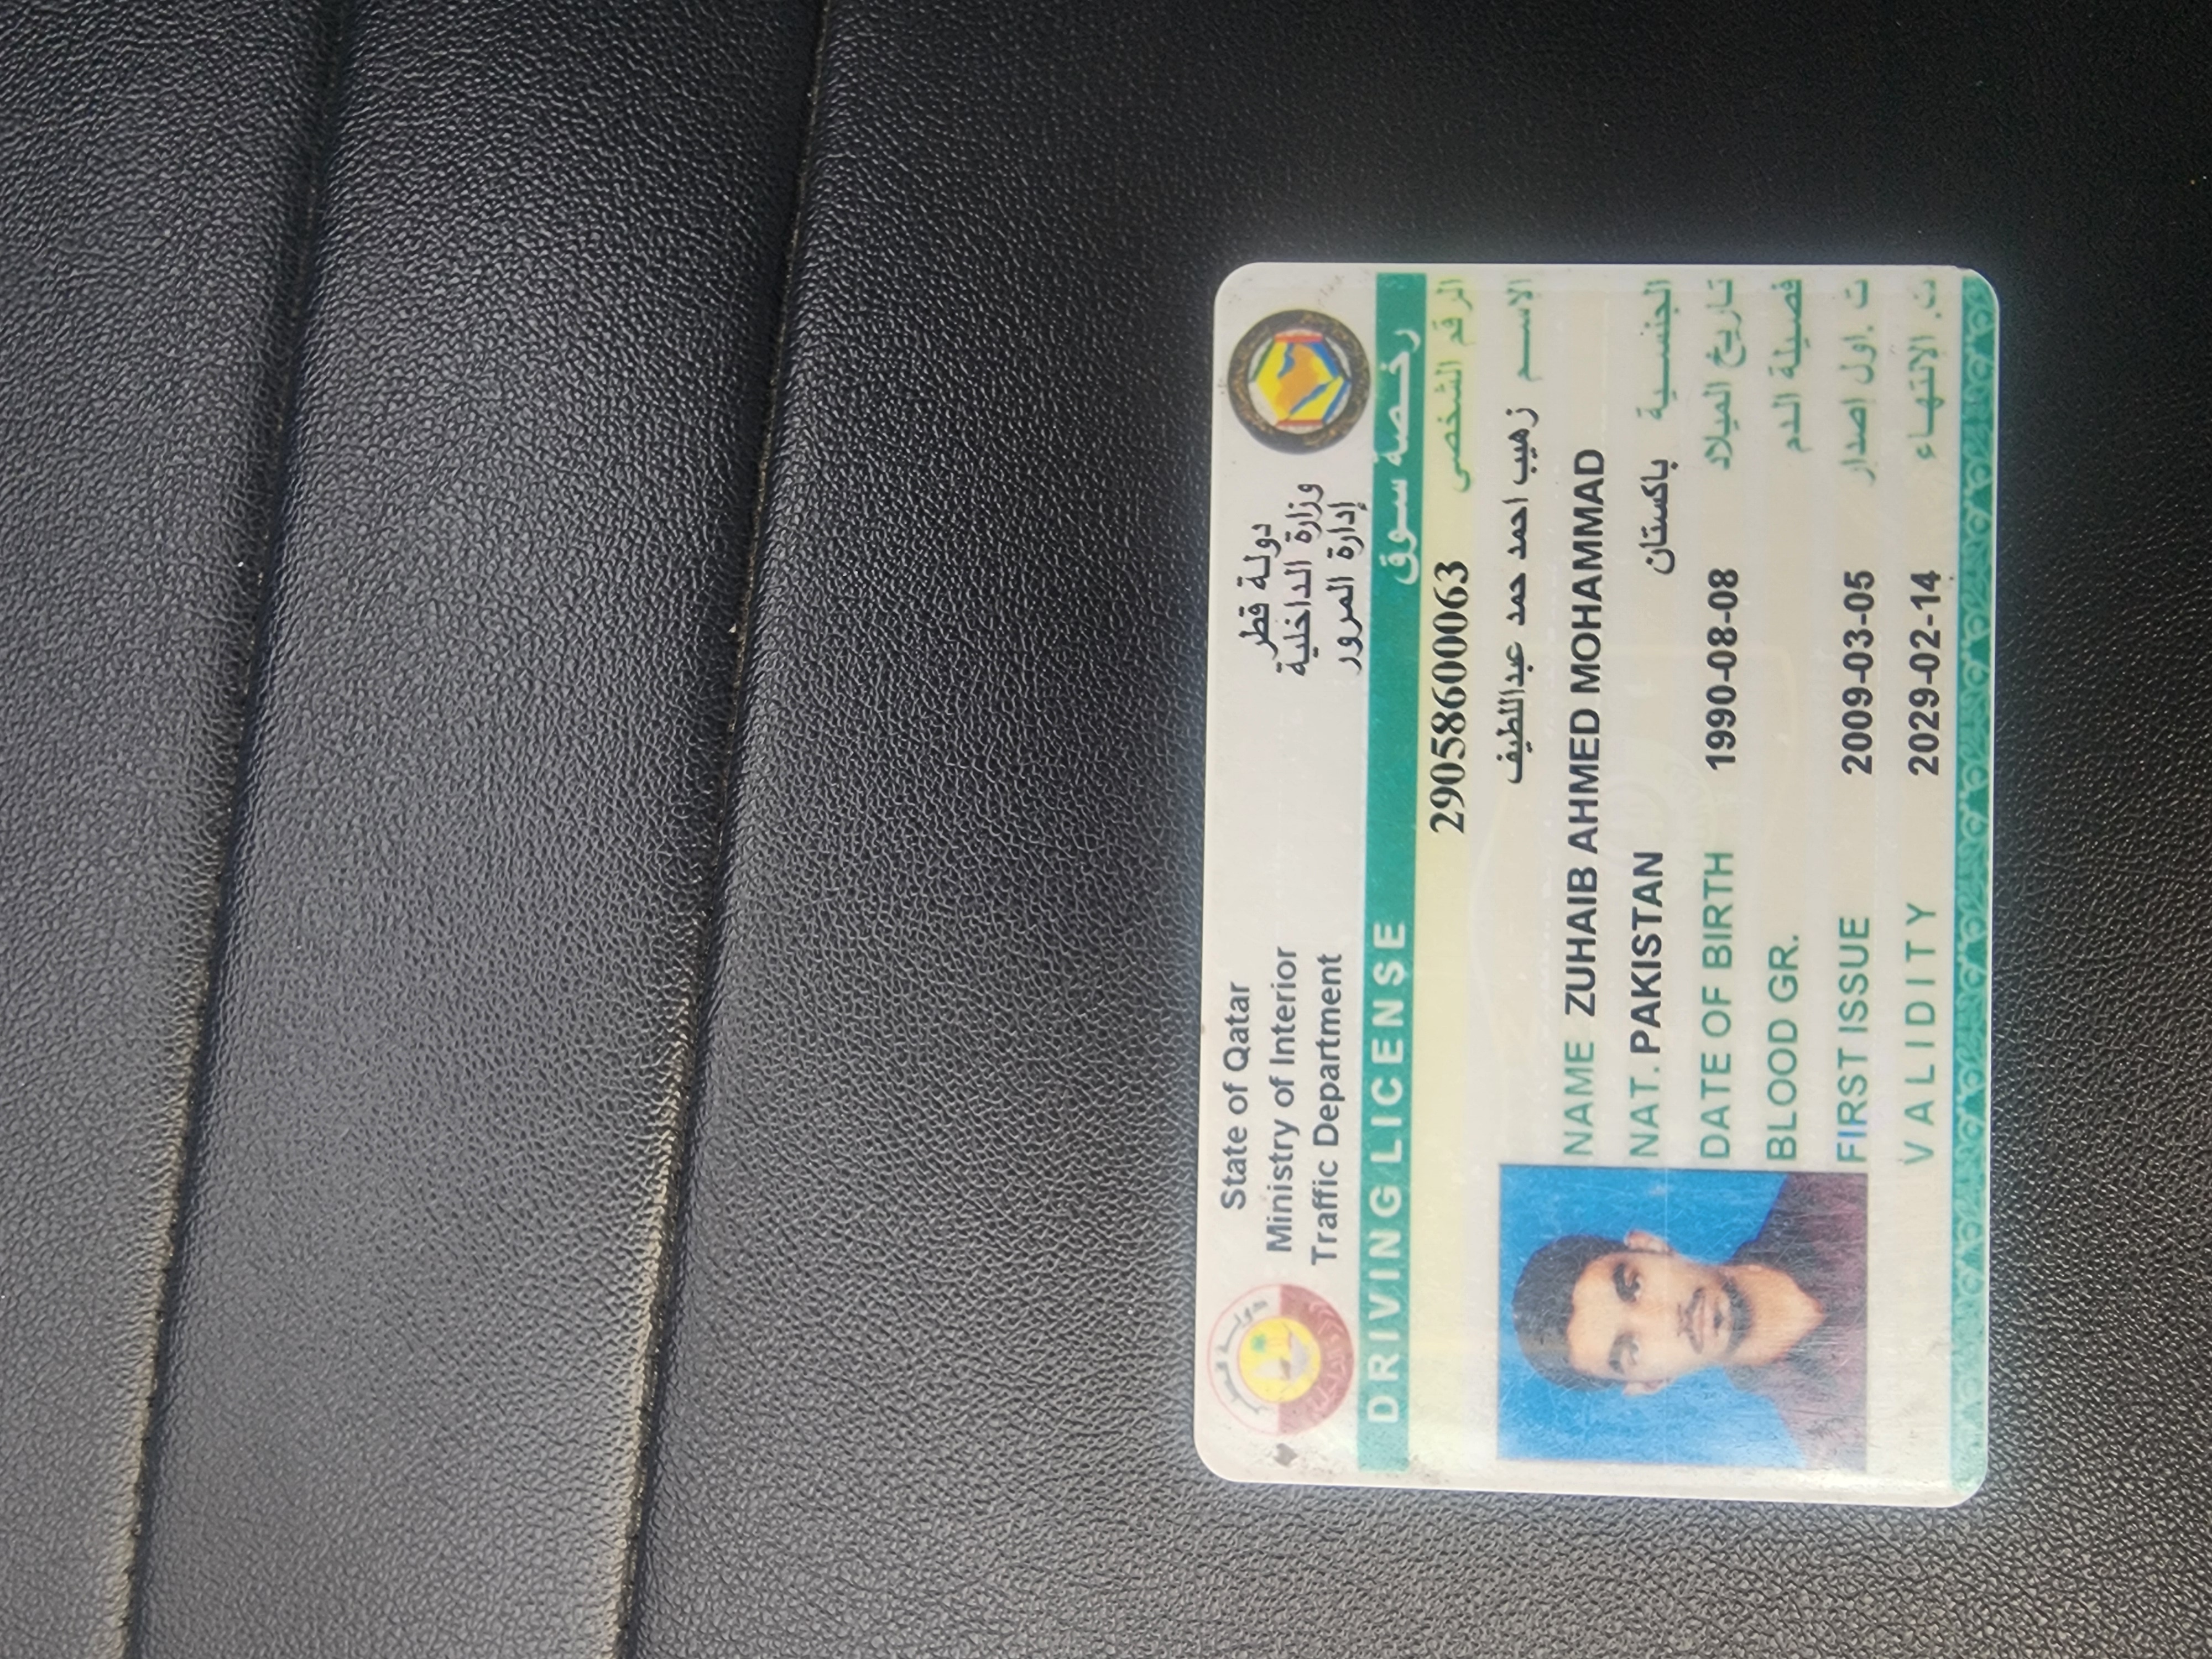 State of Qatar
Ministry of Interior
Traffic Department
دولة قطر
وزارة الداخلية
إدارة المرور
DRIVING LICENSE رخصة سوق
الرقم الشخصي 29058600063
الاسم زهيب احمد حمد عبداللطيف
NAME ZUHAIB AHMED MOHAMMAD
NAT. PAKISTAN باكستان الجنسية
DATE OF BIRTH 1990-08-08 تاريخ الميلاد
BLOOD GR. فصيلة الدم
FIRST ISSUE 2009-03-05 ت .اول إصدار
VALIDITY 2029-02-14 ت. الانتهاء